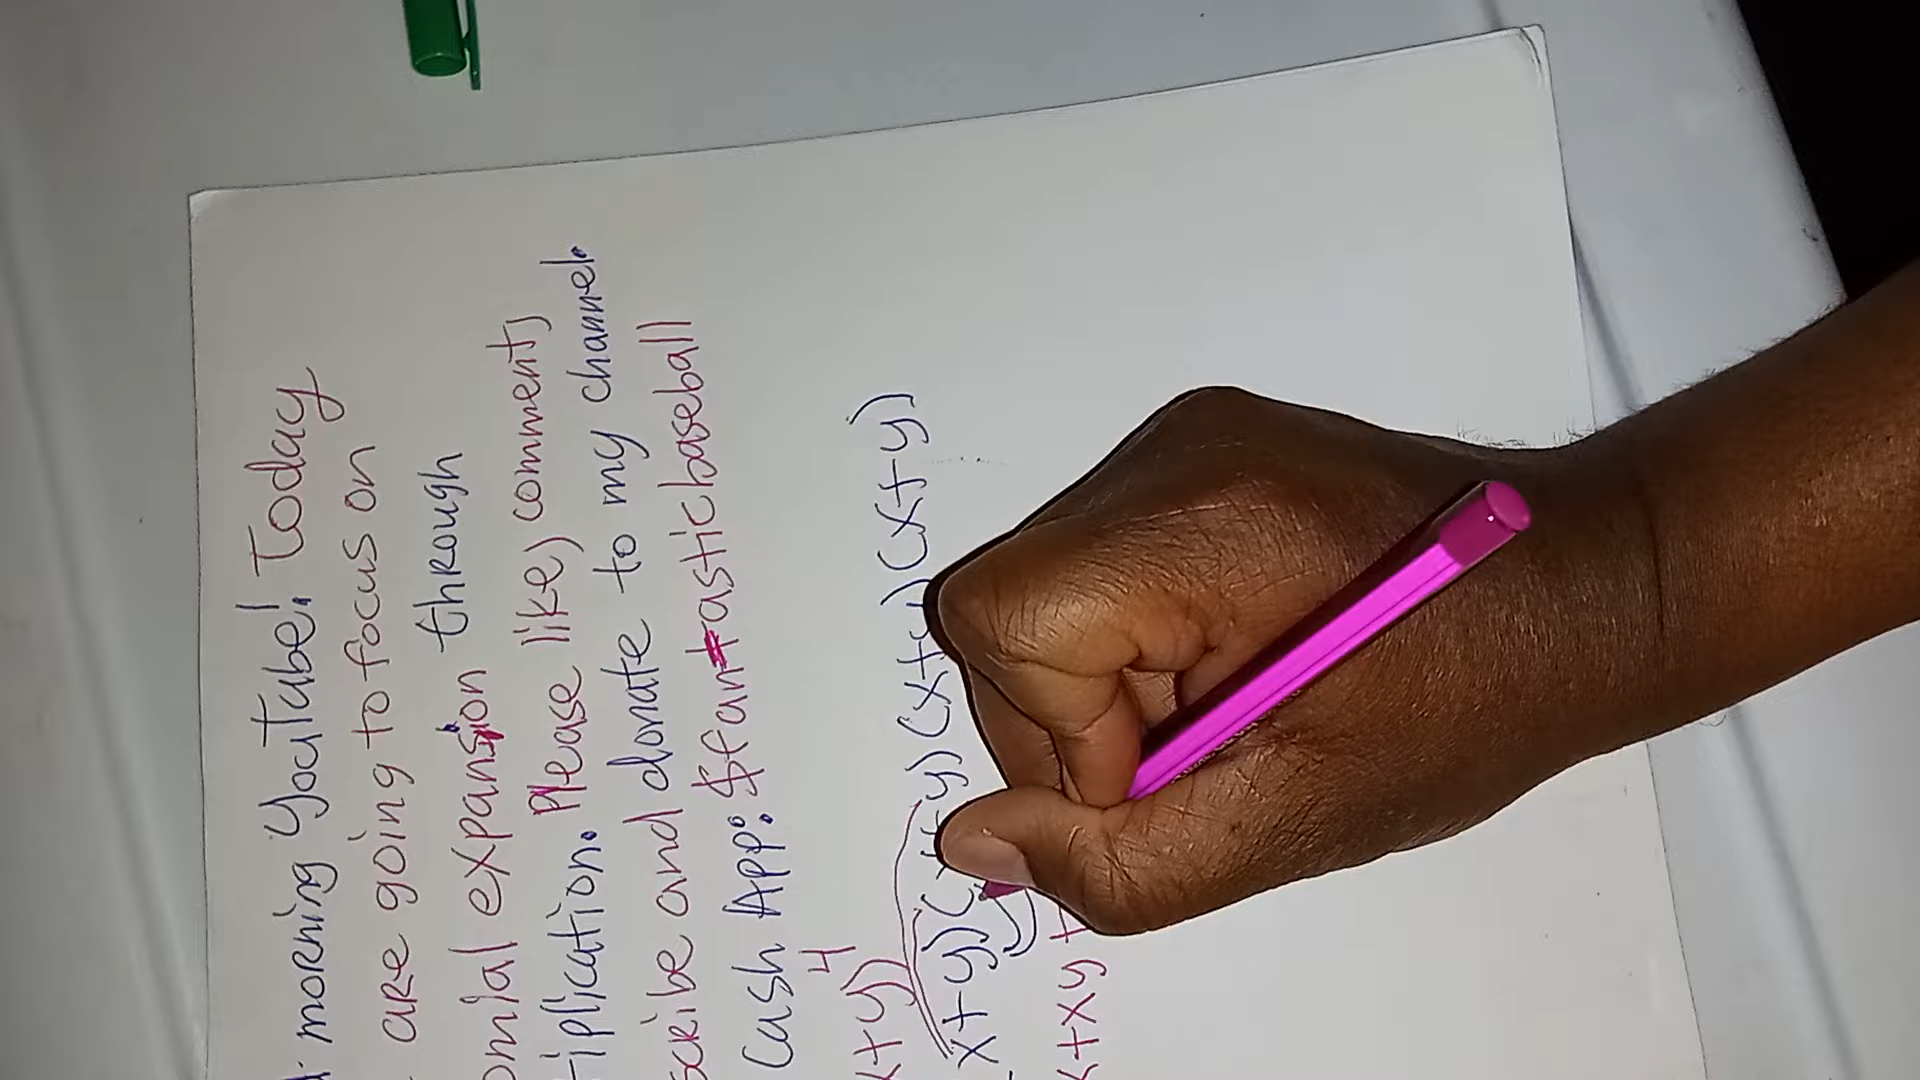 morning YouTube! Today
are going to focus on
expansion through
tiplication. Please like, comment,
scribe and donate to my channel.
Cash App: $fantasticbaseball
x+y)4
x+y)(x+y)(x+y)(x+y)
x+xy+